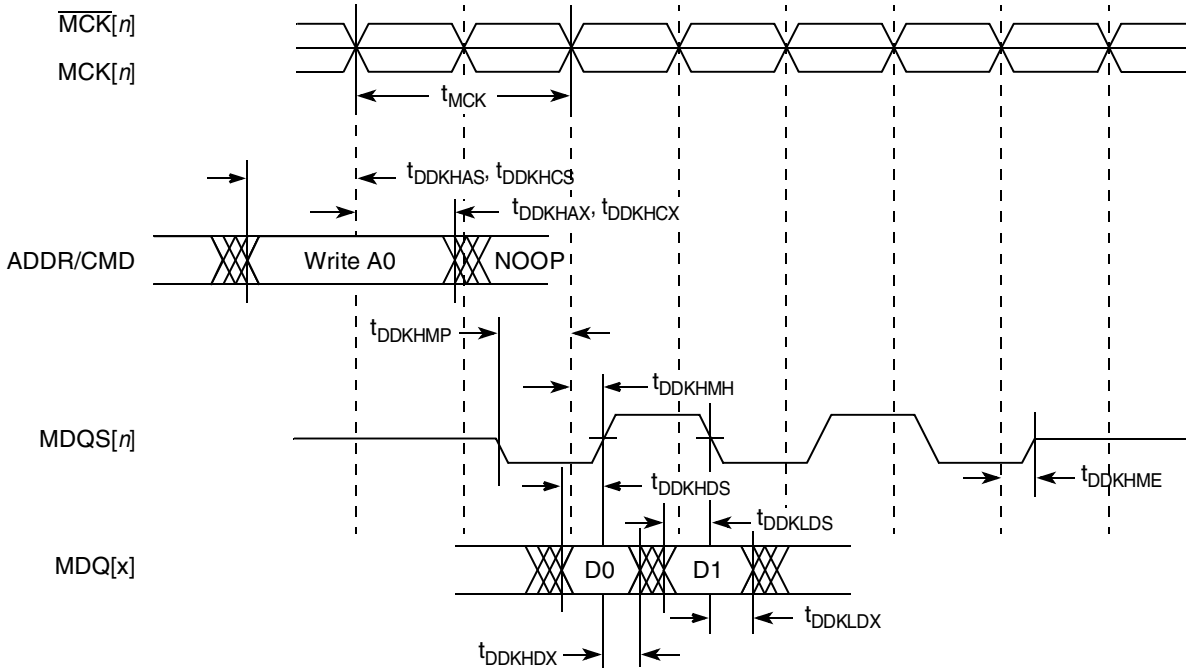 MCK[n]
MCK[n]
tMCK
tDDKHAS, tDDKHCS
tDDKHAX, tDDKHCX
ADDR/CMD
Write A0
NOOP
tDDKHMP
tDDKHMH
MDQS[n]
tDDKHDS
tDDKHME
tDDKLDS
MDQ[x]
D0
D1
tDDKLDX
tDDKHDX